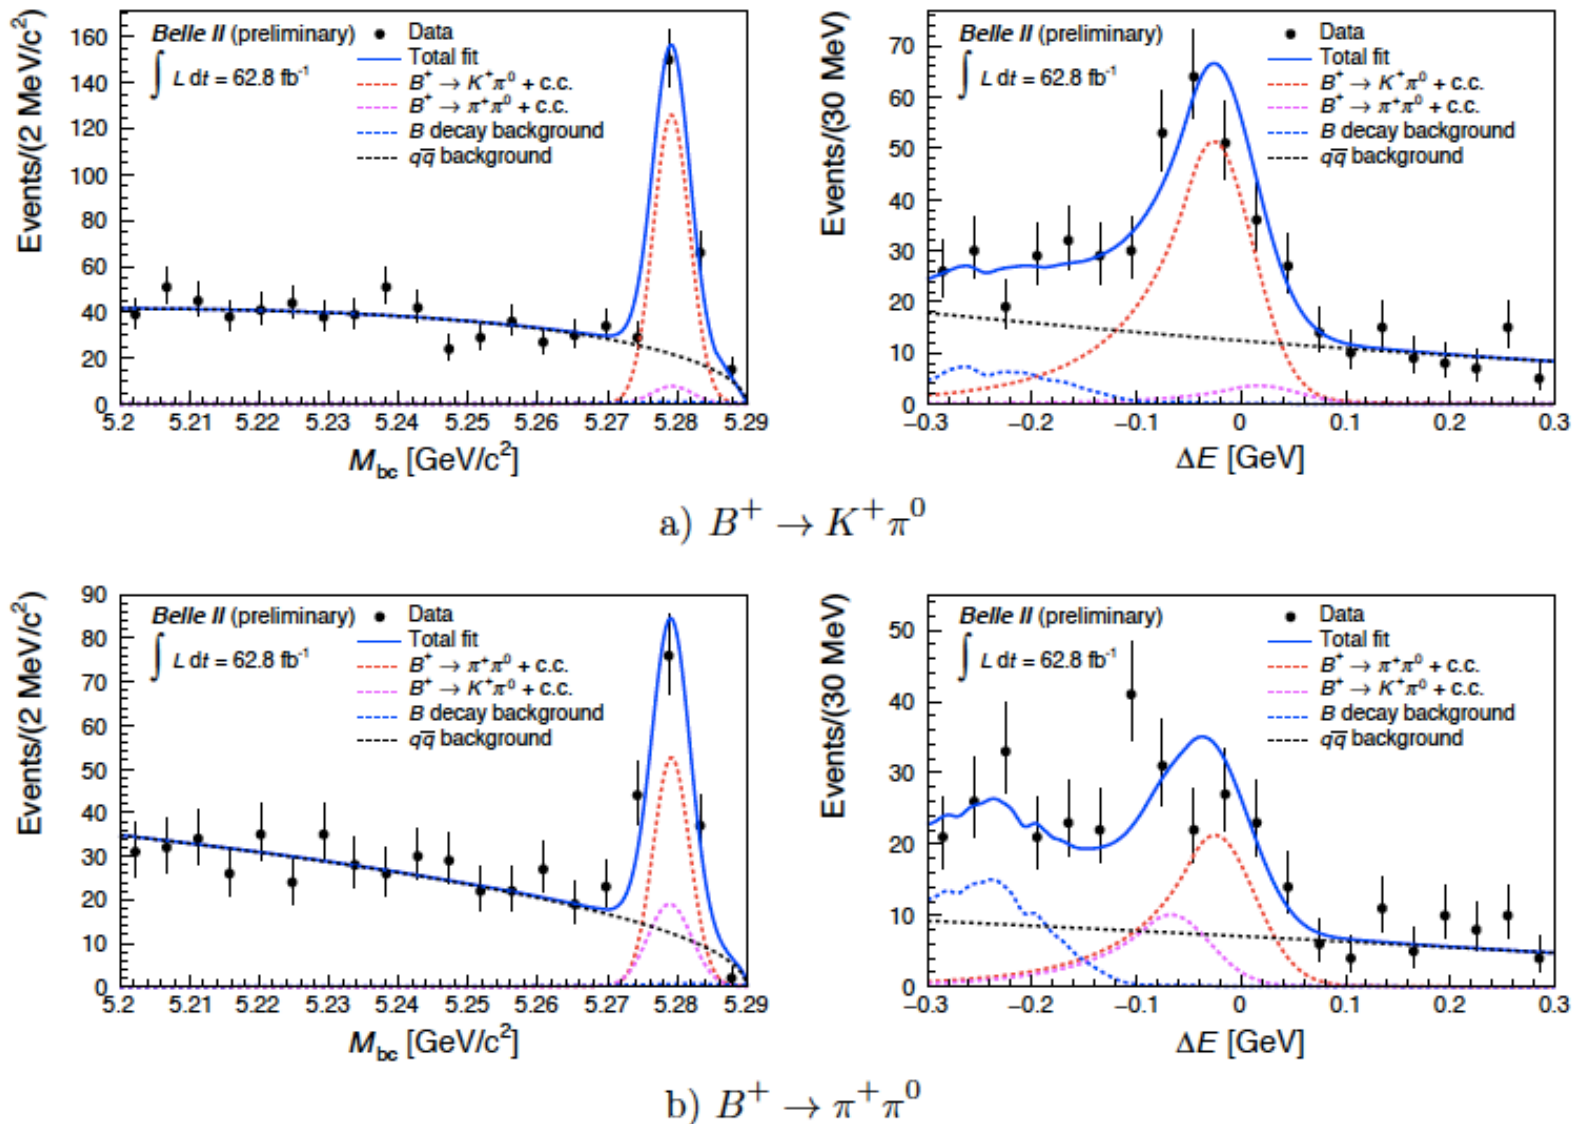 Events/(2 MeV/c²)
160
140
120
100
80
60
40
20
0
Belle II (preliminary)
∫ L dt = 62.8 fb⁻¹
Data
Total fit
B⁺ → K⁺π⁰ + c.c.
B⁺ → π⁺π⁰ + c.c.
B decay background
qq̅ background
5.2 5.21 5.22 5.23 5.24 5.25 5.26 5.27 5.28 5.29
M_bc [GeV/c²]
Events/(30 MeV)
70
60
50
40
30
20
10
0
Belle II (preliminary)
∫ L dt = 62.8 fb⁻¹
Data
Total fit
B⁺ → K⁺π⁰ + c.c.
B⁺ → π⁺π⁰ + c.c.
B decay background
qq̅ background
−0.3 −0.2 −0.1 0 0.1 0.2 0.3
ΔE [GeV]
a) B⁺ → K⁺π⁰
Events/(2 MeV/c²)
90
80
70
60
50
40
30
20
10
0
Belle II (preliminary)
∫ L dt = 62.8 fb⁻¹
Data
Total fit
B⁺ → π⁺π⁰ + c.c.
B⁺ → K⁺π⁰ + c.c.
B decay background
qq̅ background
5.2 5.21 5.22 5.23 5.24 5.25 5.26 5.27 5.28 5.29
M_bc [GeV/c²]
Events/(30 MeV)
50
40
30
20
10
0
Belle II (preliminary)
∫ L dt = 62.8 fb⁻¹
Data
Total fit
B⁺ → π⁺π⁰ + c.c.
B⁺ → K⁺π⁰ + c.c.
B decay background
qq̅ background
−0.3 −0.2 −0.1 0 0.1 0.2 0.3
ΔE [GeV]
b) B⁺ → π⁺π⁰